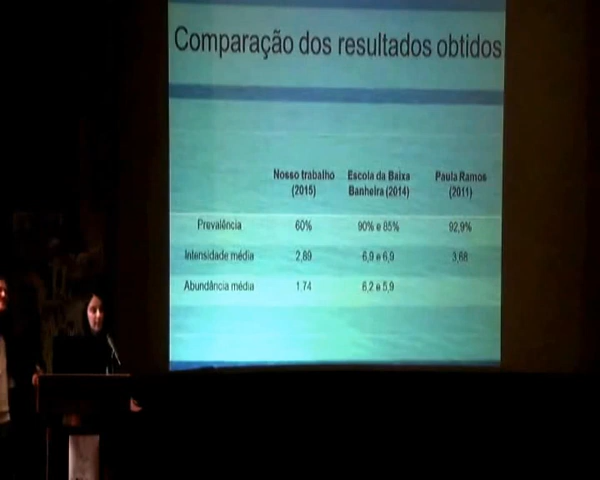 Comparação dos resultados obtidos
Nosso trabalho Escola da Baixa Paula Ramos
(2015) Banheira (2014) (2011)
Prevalência 60% 90% e 85% 92,9%
Intensidade média 2,89 6,9 e 6,9 3,68
Abundância média 1,74 6,2 e 5,9